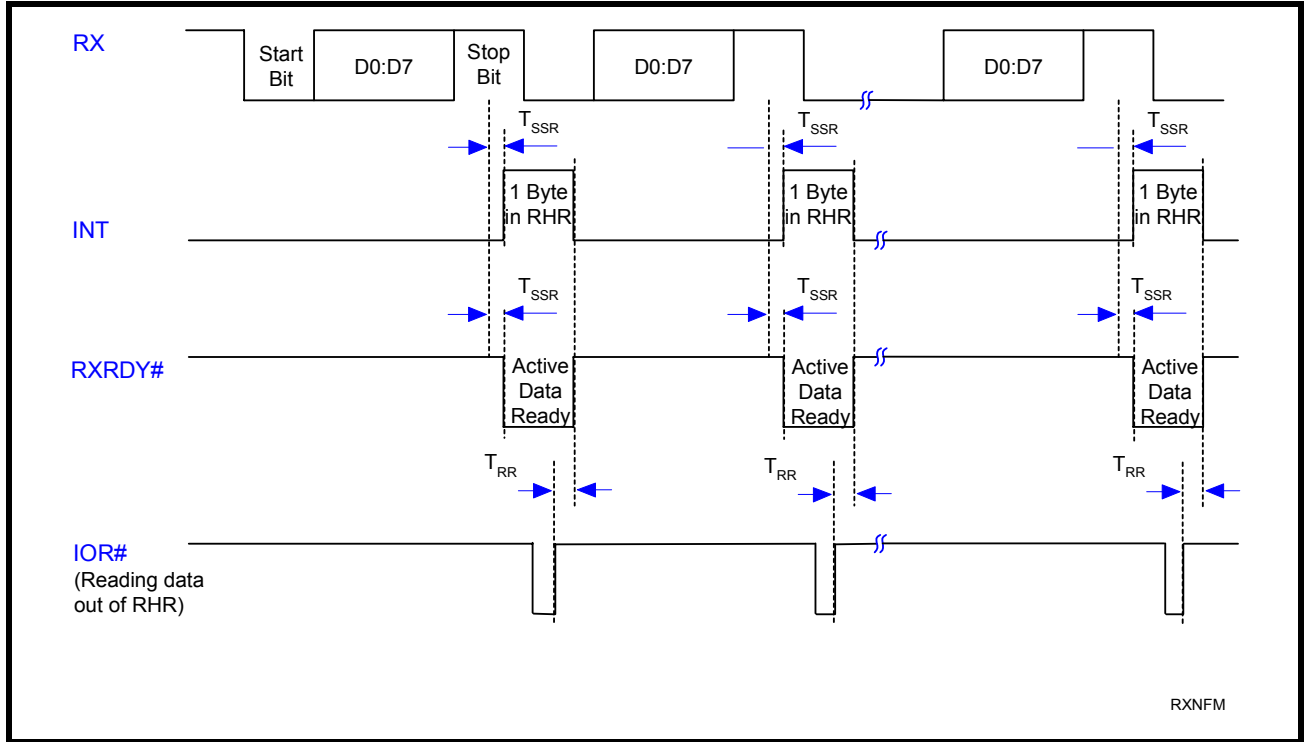 RX
Start
Bit
D0:D7
Stop
Bit
D0:D7
D0:D7
TSSR
TSSR
TSSR
INT
1 Byte
in RHR
1 Byte
in RHR
1 Byte
in RHR
TSSR
TSSR
TSSR
RXRDY#
Active
Data
Ready
Active
Data
Ready
Active
Data
Ready
TRR
TRR
TRR
IOR#
(Reading data
out of RHR)
RXNFM